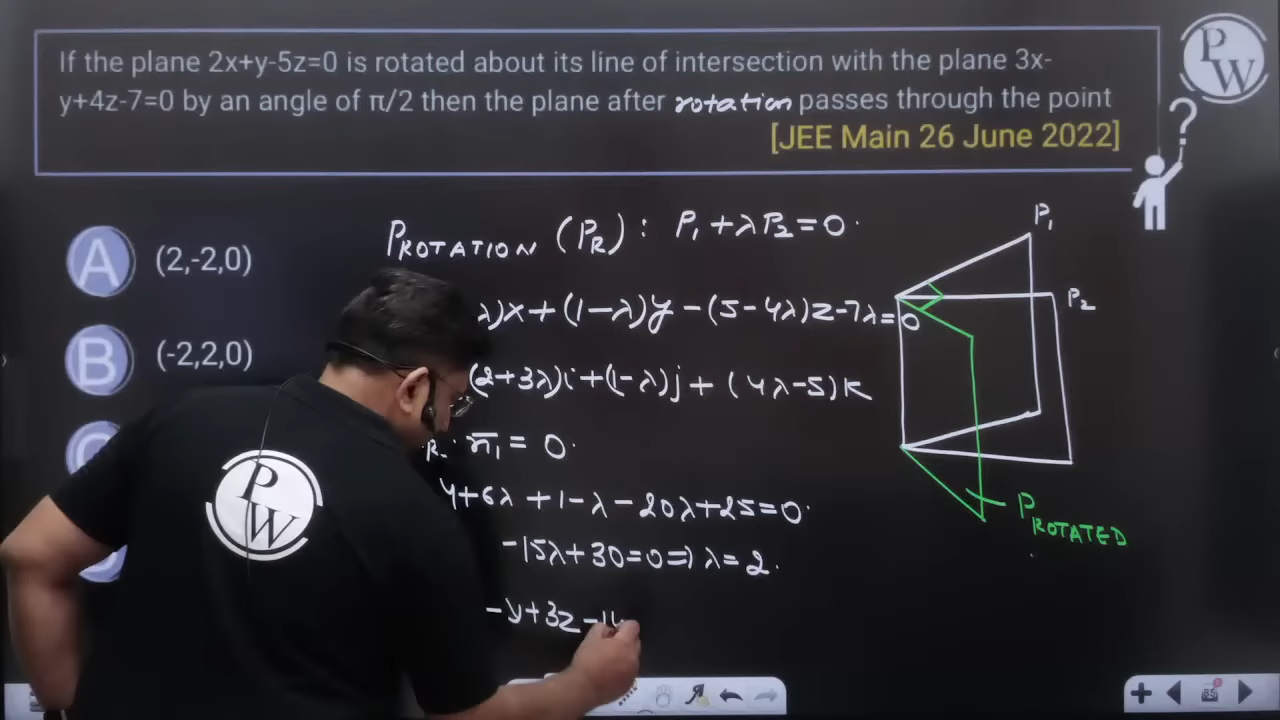 If the plane 2x+y-5z=0 is rotated about its line of intersection with the plane 3x-
y+4z-7=0 by an angle of π/2 then the plane after rotation passes through the point
[JEE Main 26 June 2022]
P
W
?
A (2,-2,0)
B (-2,2,0)
PROTATION (PR) : P₁ + λP₂ = 0.
λ)x + (1-λ)y - (5-4λ)z - 7λ = 0
(2+3λ)i + (1-λ)j + (4λ-5)k
R. n̄₁ = 0.
4+6λ + 1-λ - 20λ + 25 = 0.
-15λ + 30 = 0 ⇒ λ = 2.
-y + 3z - 14
P₁
P₂
PROTATED
P
W
85